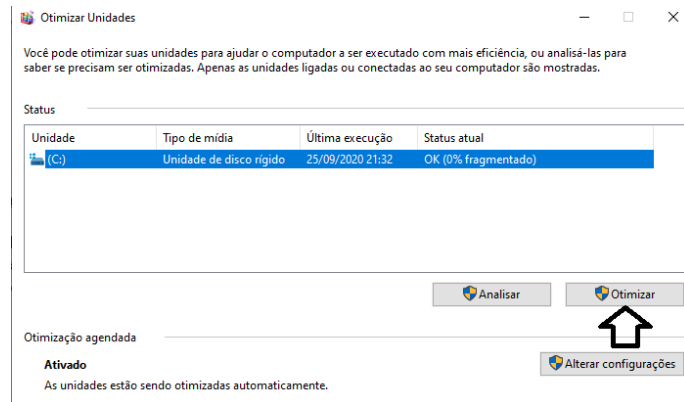 Otimizar Unidades
Você pode otimizar suas unidades para ajudar o computador a ser executado com mais eficiência, ou analisá-las para
saber se precisam ser otimizadas. Apenas as unidades ligadas ou conectadas ao seu computador são mostradas.
Status
Unidade Tipo de mídia Última execução Status atual
(C:) Unidade de disco rígido 25/09/2020 21:32 OK (0% fragmentado)
Analisar Otimizar
Otimização agendada
Ativado Alterar configurações
As unidades estão sendo otimizadas automaticamente.